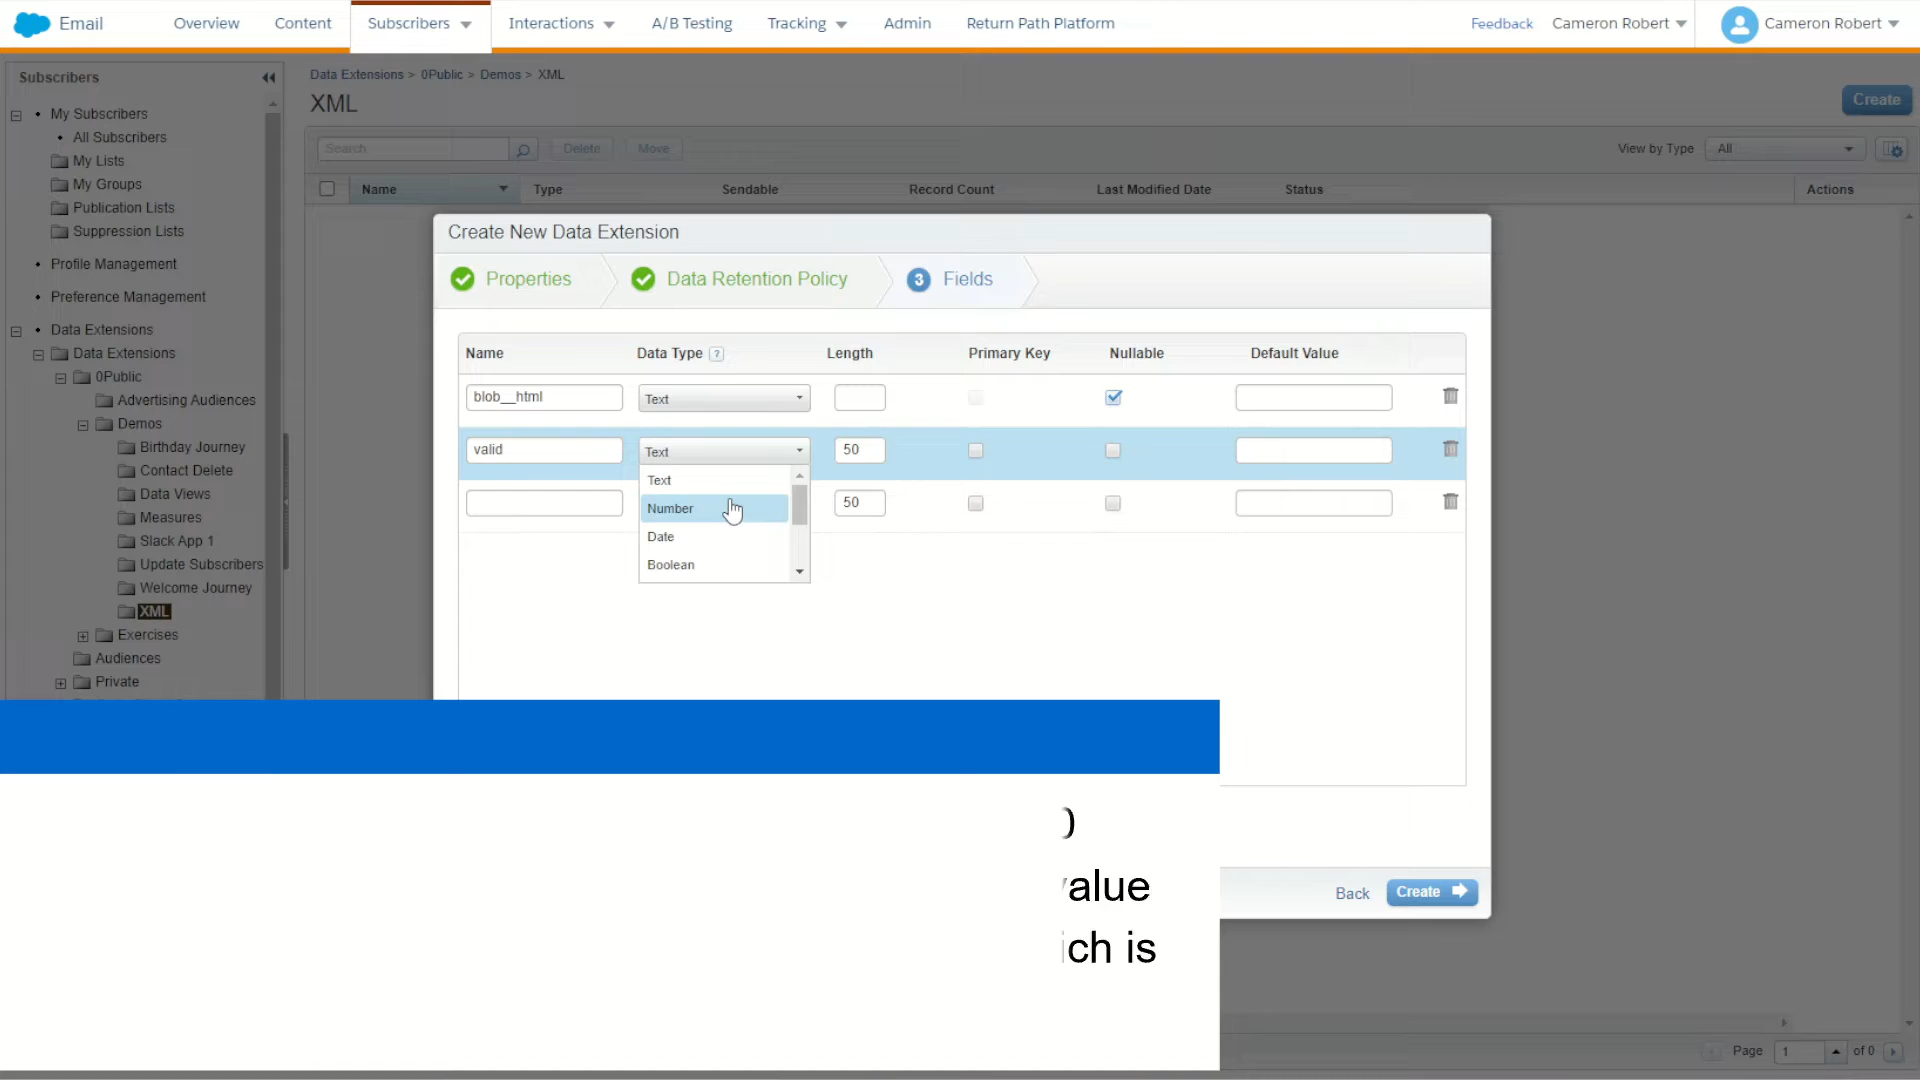 Email
Overview
Content
Subscribers
Interactions
A/B Testing
Tracking
Admin
Return Path Platform
Feedback
Cameron Robert
Cameron Robert
Subscribers
My Subscribers
All Subscribers
My Lists
My Groups
Publication Lists
Suppression Lists
Profile Management
Preference Management
Data Extensions
Data Extensions
0Public
Advertising Audiences
Demos
Birthday Journey
Contact Delete
Data Views
Measures
Slack App 1
Update Subscribers
Welcome Journey
XML
Exercises
Audiences
Private
Data Extensions > 0Public > Demos > XML
XML
Create
Search
Delete
Move
View by Type
All
Name
Type
Sendable
Record Count
Last Modified Date
Status
Actions
Create New Data Extension
Properties
Data Retention Policy
3 Fields
Name
Data Type ?
Length
Primary Key
Nullable
Default Value
blob__html
Text
valid
Text
50
Text
Number
Date
Boolean
50
value
ich is
Back
Create
Page 1 of 0